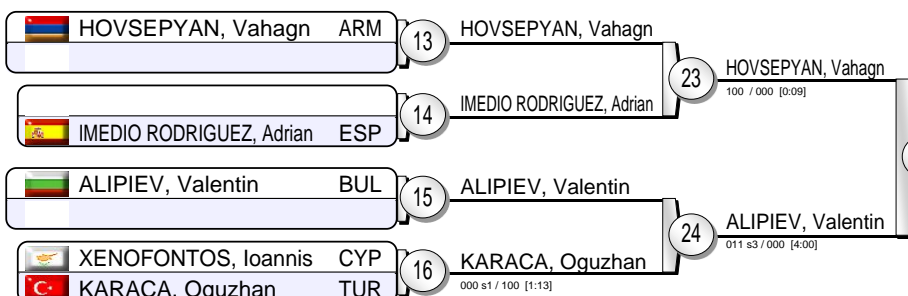 HOVSEPYAN, Vahagn ARM
13
HOVSEPYAN, Vahagn
23
HOVSEPYAN, Vahagn
100 / 000 [0:09]
14
IMEDIO RODRIGUEZ, Adrian
IMEDIO RODRIGUEZ, Adrian ESP
ALIPIEV, Valentin BUL
15
ALIPIEV, Valentin
24
ALIPIEV, Valentin
011 s3 / 000 [4:00]
XENOFONTOS, Ioannis CYP
16
KARACA, Oguzhan
000 s1 / 100 [1:13]
KARACA, Oguzhan TUR